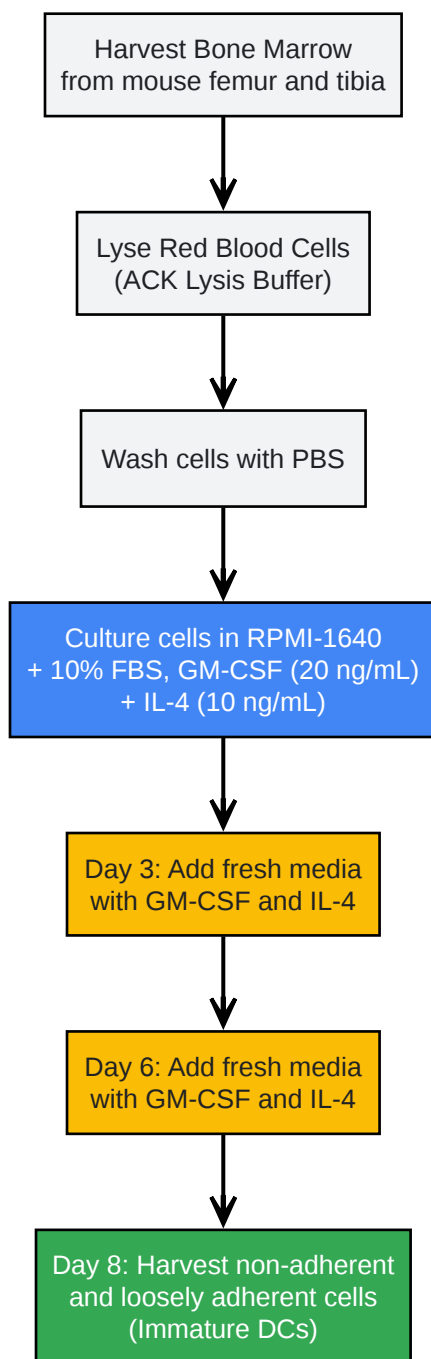 Harvest Bone Marrow
from mouse femur and tibia
Lyse Red Blood Cells
(ACK Lysis Buffer)
Wash cells with PBS
Culture cells in RPMI-1640
+ 10% FBS, GM-CSF (20 ng/mL)
+ IL-4 (10 ng/mL)
Day 3: Add fresh media
with GM-CSF and IL-4
Day 6: Add fresh media
with GM-CSF and IL-4
Day 8: Harvest non-adherent
and loosely adherent cells
(Immature DCs)